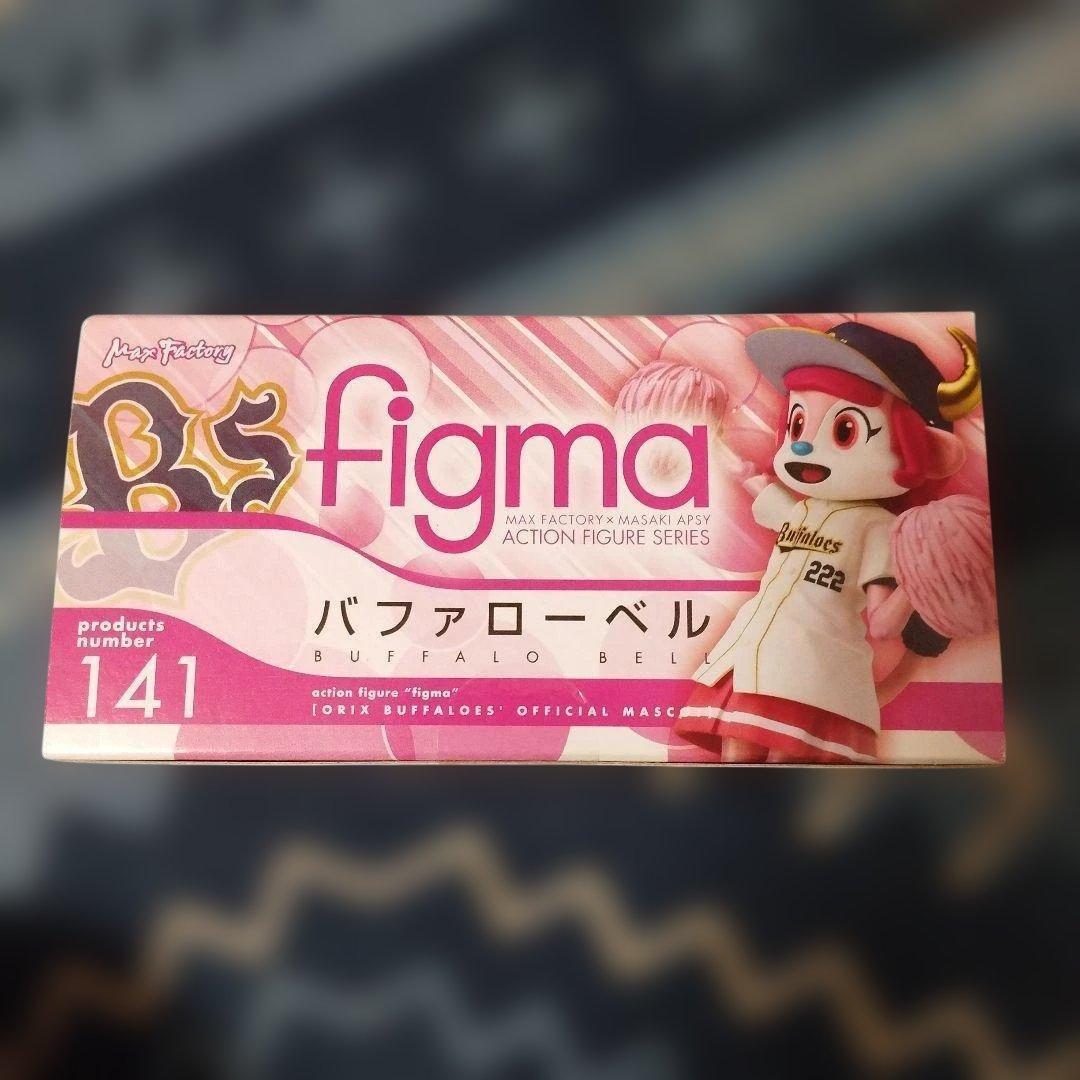 Max Factory
Bs
figma
MAX FACTORY×MASAKI APSY
ACTION FIGURE SERIES
Buffaloes
222
バファローベル
BUFFALO BELL
products
number
141
action figure "figma"
[ORIX BUFFALOES' OFFICIAL MASCOT]